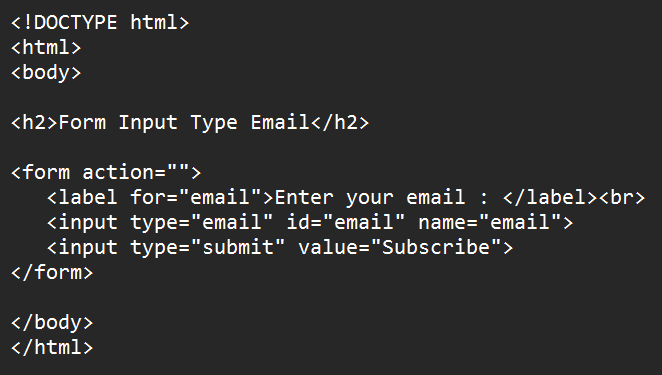 <!DOCTYPE html>
<html>
<body>
<h2>Form Input Type Email</h2>
<form action="">
<label for="email">Enter your email : </label><br>
<input type="email" id="email" name="email">
<input type="submit" value="Subscribe">
</form>
</body>
</html>